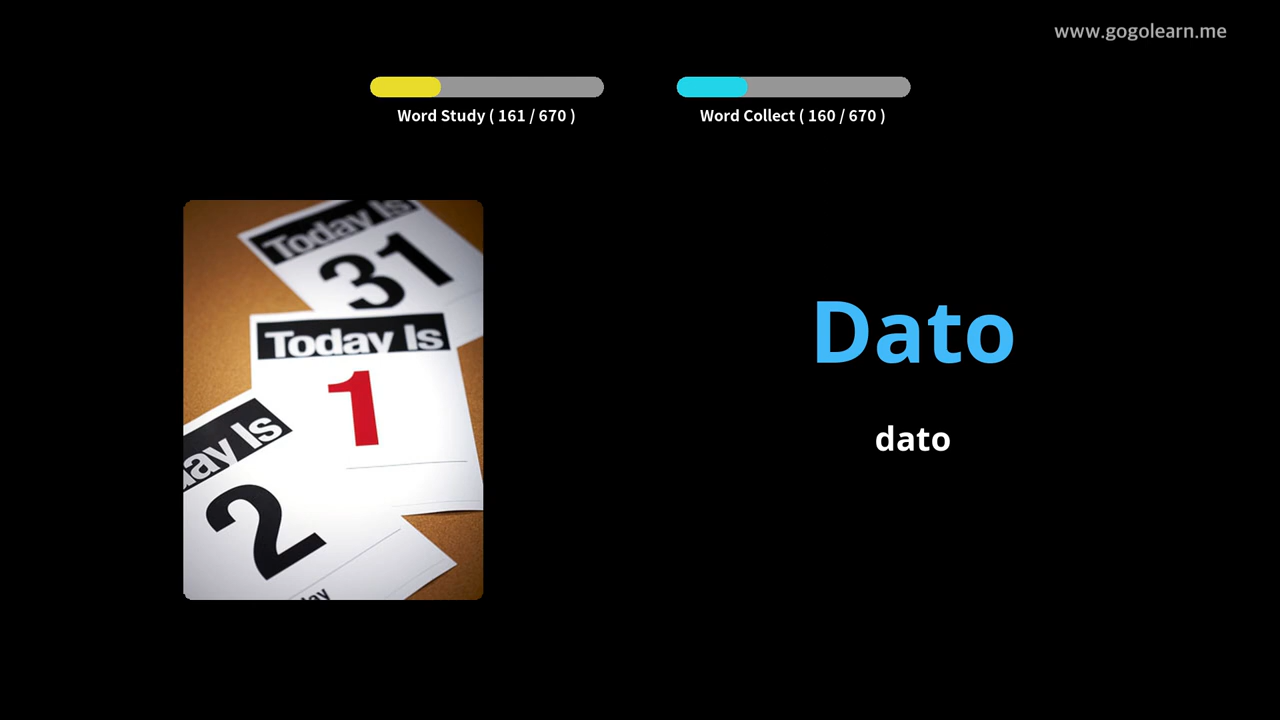 www.gogolearn.me
Word Study ( 161 / 670 )
Word Collect ( 160 / 670 )
Today Is
31
Today Is
1
ay Is
2
ay
Dato
dato